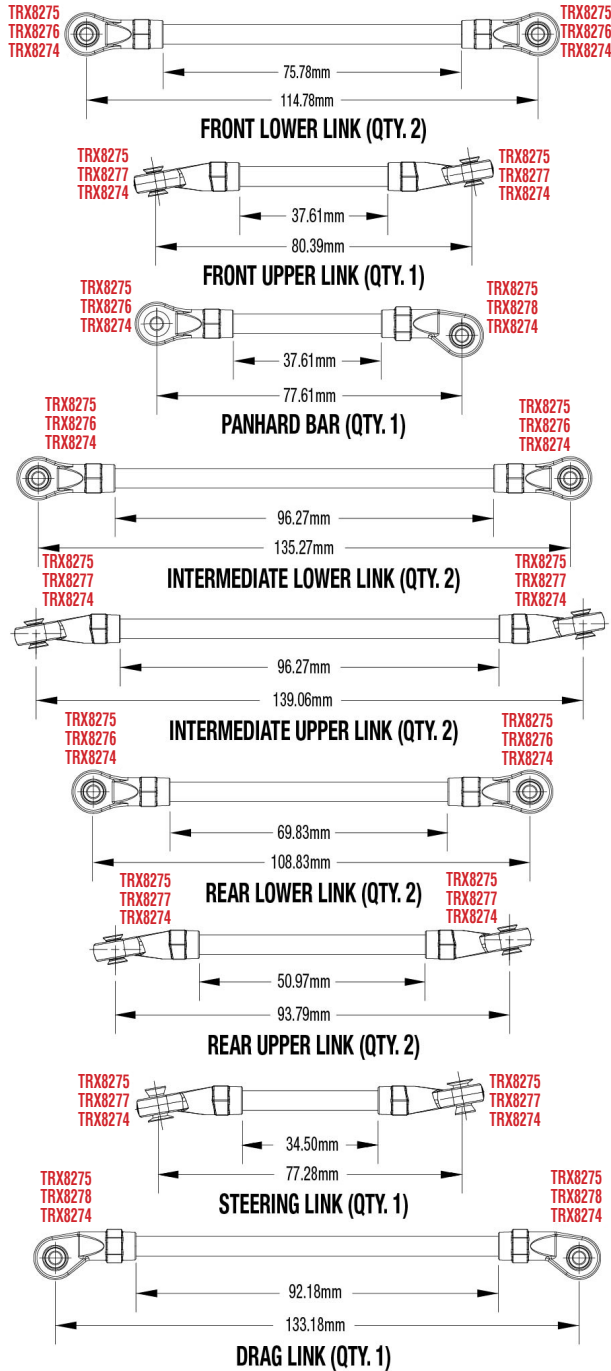 TRX8275 TRX8275
TRX8276 TRX8276
TRX8274 TRX8274
75.78mm
114.78mm
FRONT LOWER LINK (QTY. 2)
TRX8275 TRX8275
TRX8277 TRX8277
TRX8274 TRX8274
37.61mm
80.39mm
FRONT UPPER LINK (QTY. 1)
TRX8275 TRX8275
TRX8276 TRX8278
TRX8274 TRX8274
37.61mm
77.61mm
PANHARD BAR (QTY. 1)
TRX8275 TRX8275
TRX8276 TRX8276
TRX8274 TRX8274
96.27mm
135.27mm
INTERMEDIATE LOWER LINK (QTY. 2)
TRX8275 TRX8275
TRX8277 TRX8277
TRX8274 TRX8274
96.27mm
139.06mm
INTERMEDIATE UPPER LINK (QTY. 2)
TRX8275 TRX8275
TRX8276 TRX8276
TRX8274 TRX8274
69.83mm
108.83mm
REAR LOWER LINK (QTY. 2)
TRX8275 TRX8275
TRX8277 TRX8277
TRX8274 TRX8274
50.97mm
93.79mm
REAR UPPER LINK (QTY. 2)
TRX8275 TRX8275
TRX8277 TRX8277
TRX8274 TRX8274
34.50mm
77.28mm
STEERING LINK (QTY. 1)
TRX8275 TRX8275
TRX8278 TRX8278
TRX8274 TRX8274
92.18mm
133.18mm
DRAG LINK (QTY. 1)